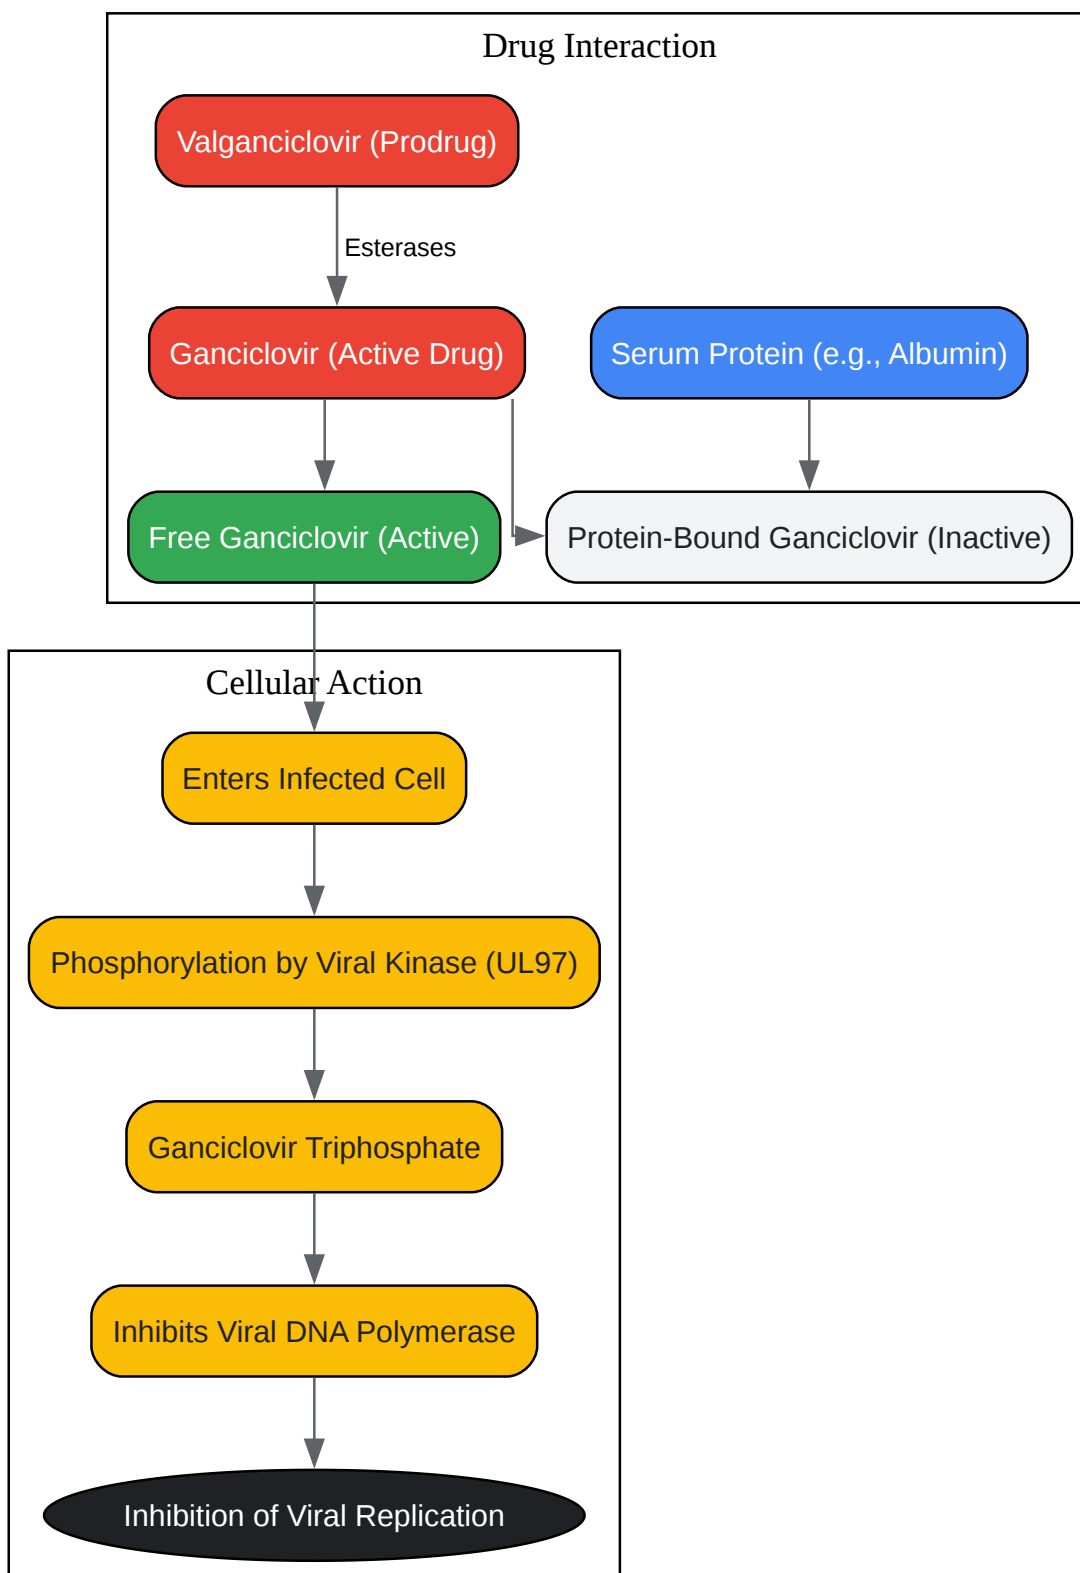 Drug Interaction
Valganciclovir (Prodrug)
Esterases
Ganciclovir (Active Drug)
Serum Protein (e.g., Albumin)
Free Ganciclovir (Active)
Protein-Bound Ganciclovir (Inactive)
Cellular Action
Enters Infected Cell
Phosphorylation by Viral Kinase (UL97)
Ganciclovir Triphosphate
Inhibits Viral DNA Polymerase
Inhibition of Viral Replication